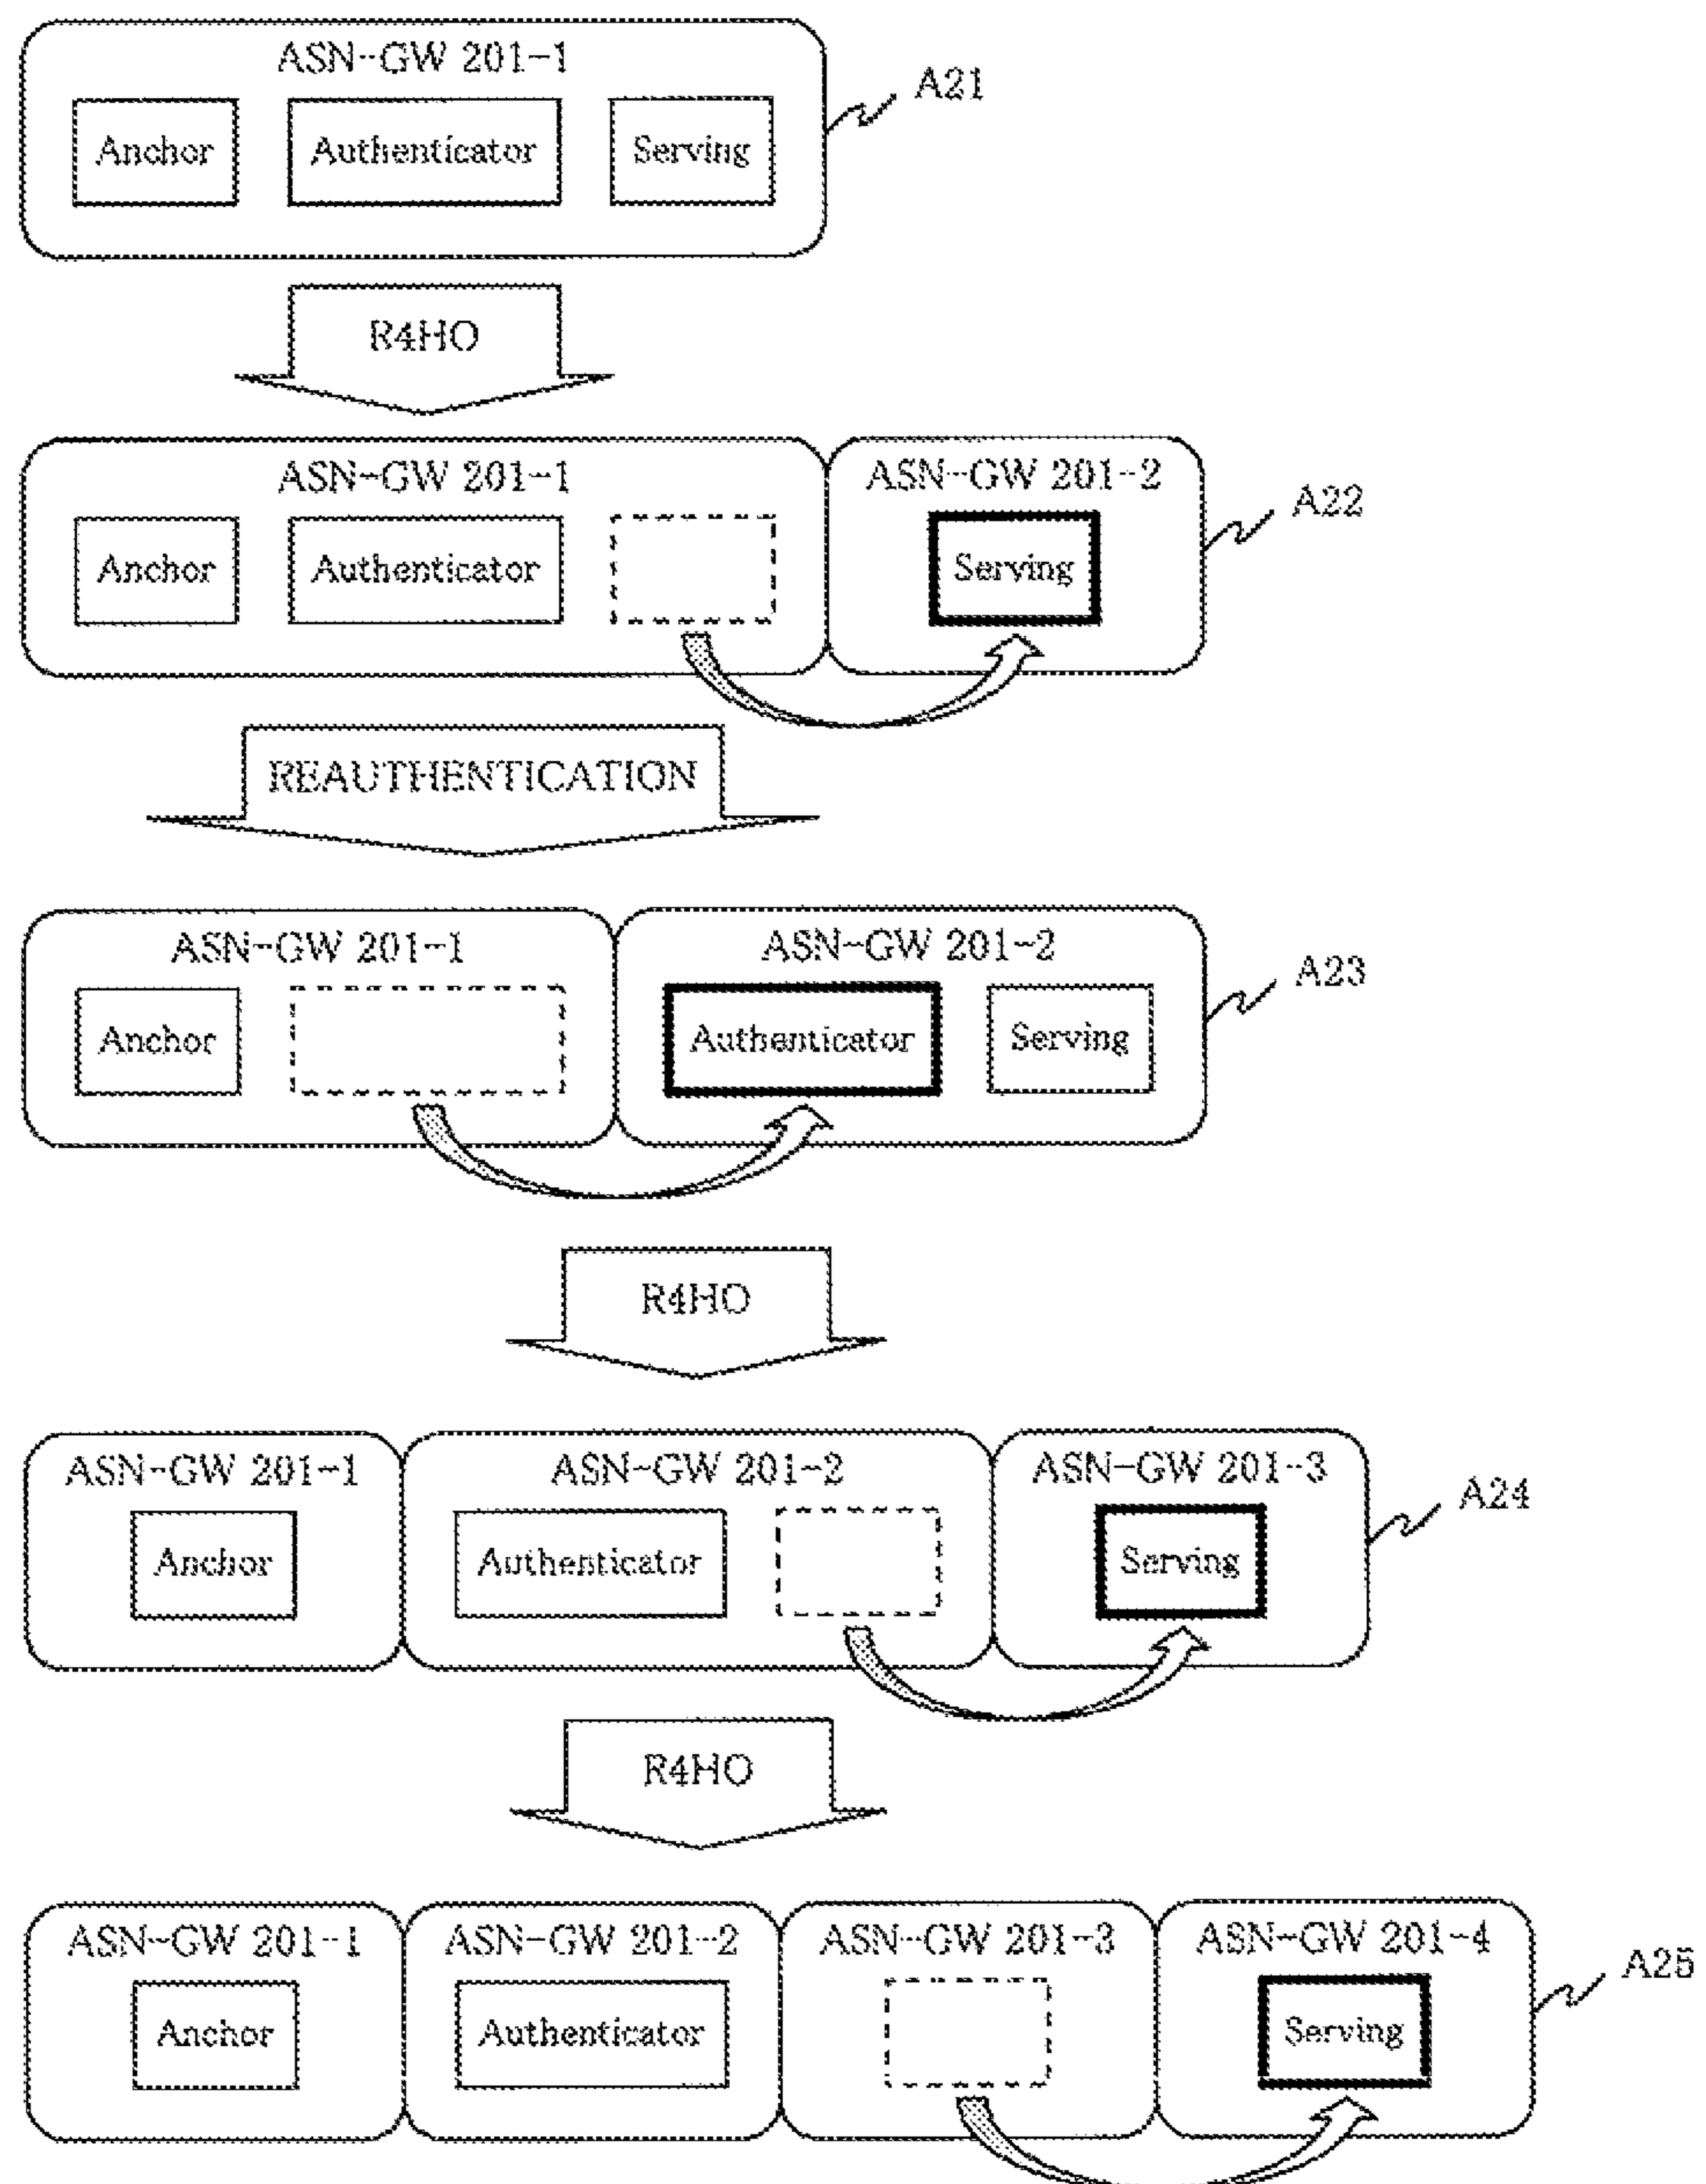 ASN-GW 201-1
A21
Anchor
Authenticator
Serving
R4HO
ASN-GW 201-1
ASN-GW 201-2
A22
Anchor
Authenticator
Serving
REAUTHENTICATION
ASN-GW 201-1
ASN-GW 201-2
A23
Anchor
Authenticator
Serving
R4HO
ASN-GW 201-1
ASN-GW 201-2
ASN-GW 201-3
A24
Anchor
Authenticator
Serving
R4HO
ASN-GW 201-1
ASN-GW 201-2
ASN-GW 201-3
ASN-GW 201-4
A25
Anchor
Authenticator
Serving